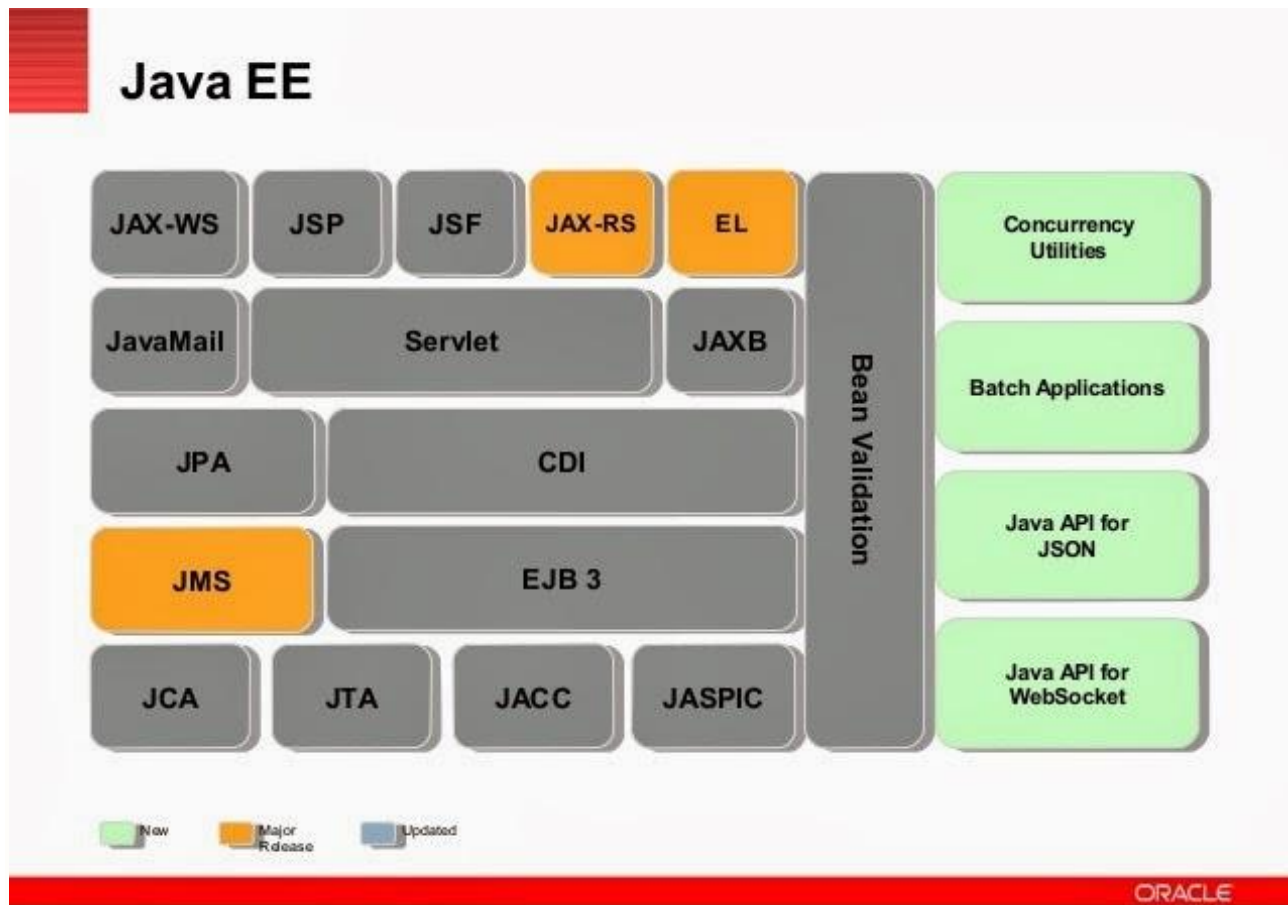 Java EE
JAX-WS
JSP
JSF
JAX-RS
EL
JavaMail
Servlet
JAXB
JPA
CDI
JMS
EJB 3
JCA
JTA
JACC
JASPIC
Bean Validation
Concurrency
Utilities
Batch Applications
Java API for
JSON
Java API for
WebSocket
New
Major
Release
Updated
ORACLE